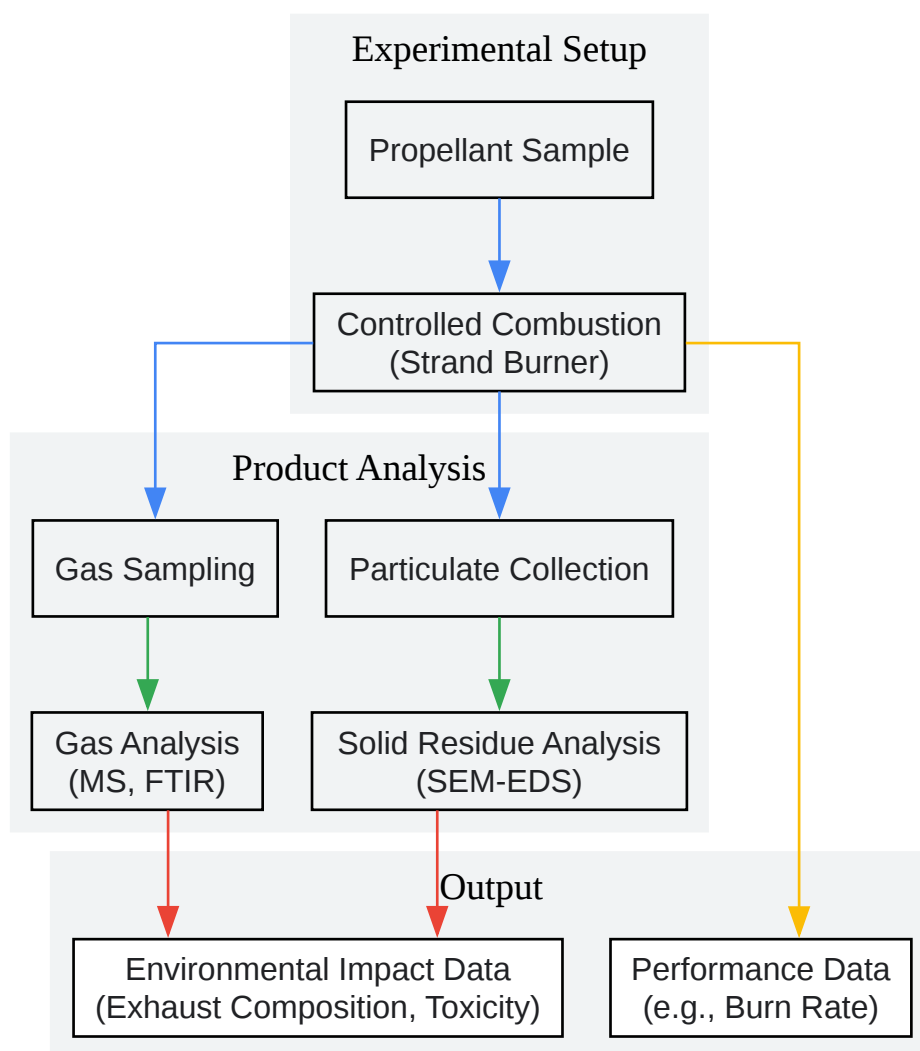 Experimental Setup
Propellant Sample
Controlled Combustion
(Strand Burner)
Product Analysis
Gas Sampling
Particulate Collection
Gas Analysis
(MS, FTIR)
Solid Residue Analysis
(SEM-EDS)
Output
Environmental Impact Data
(Exhaust Composition, Toxicity)
Performance Data
(e.g., Burn Rate)